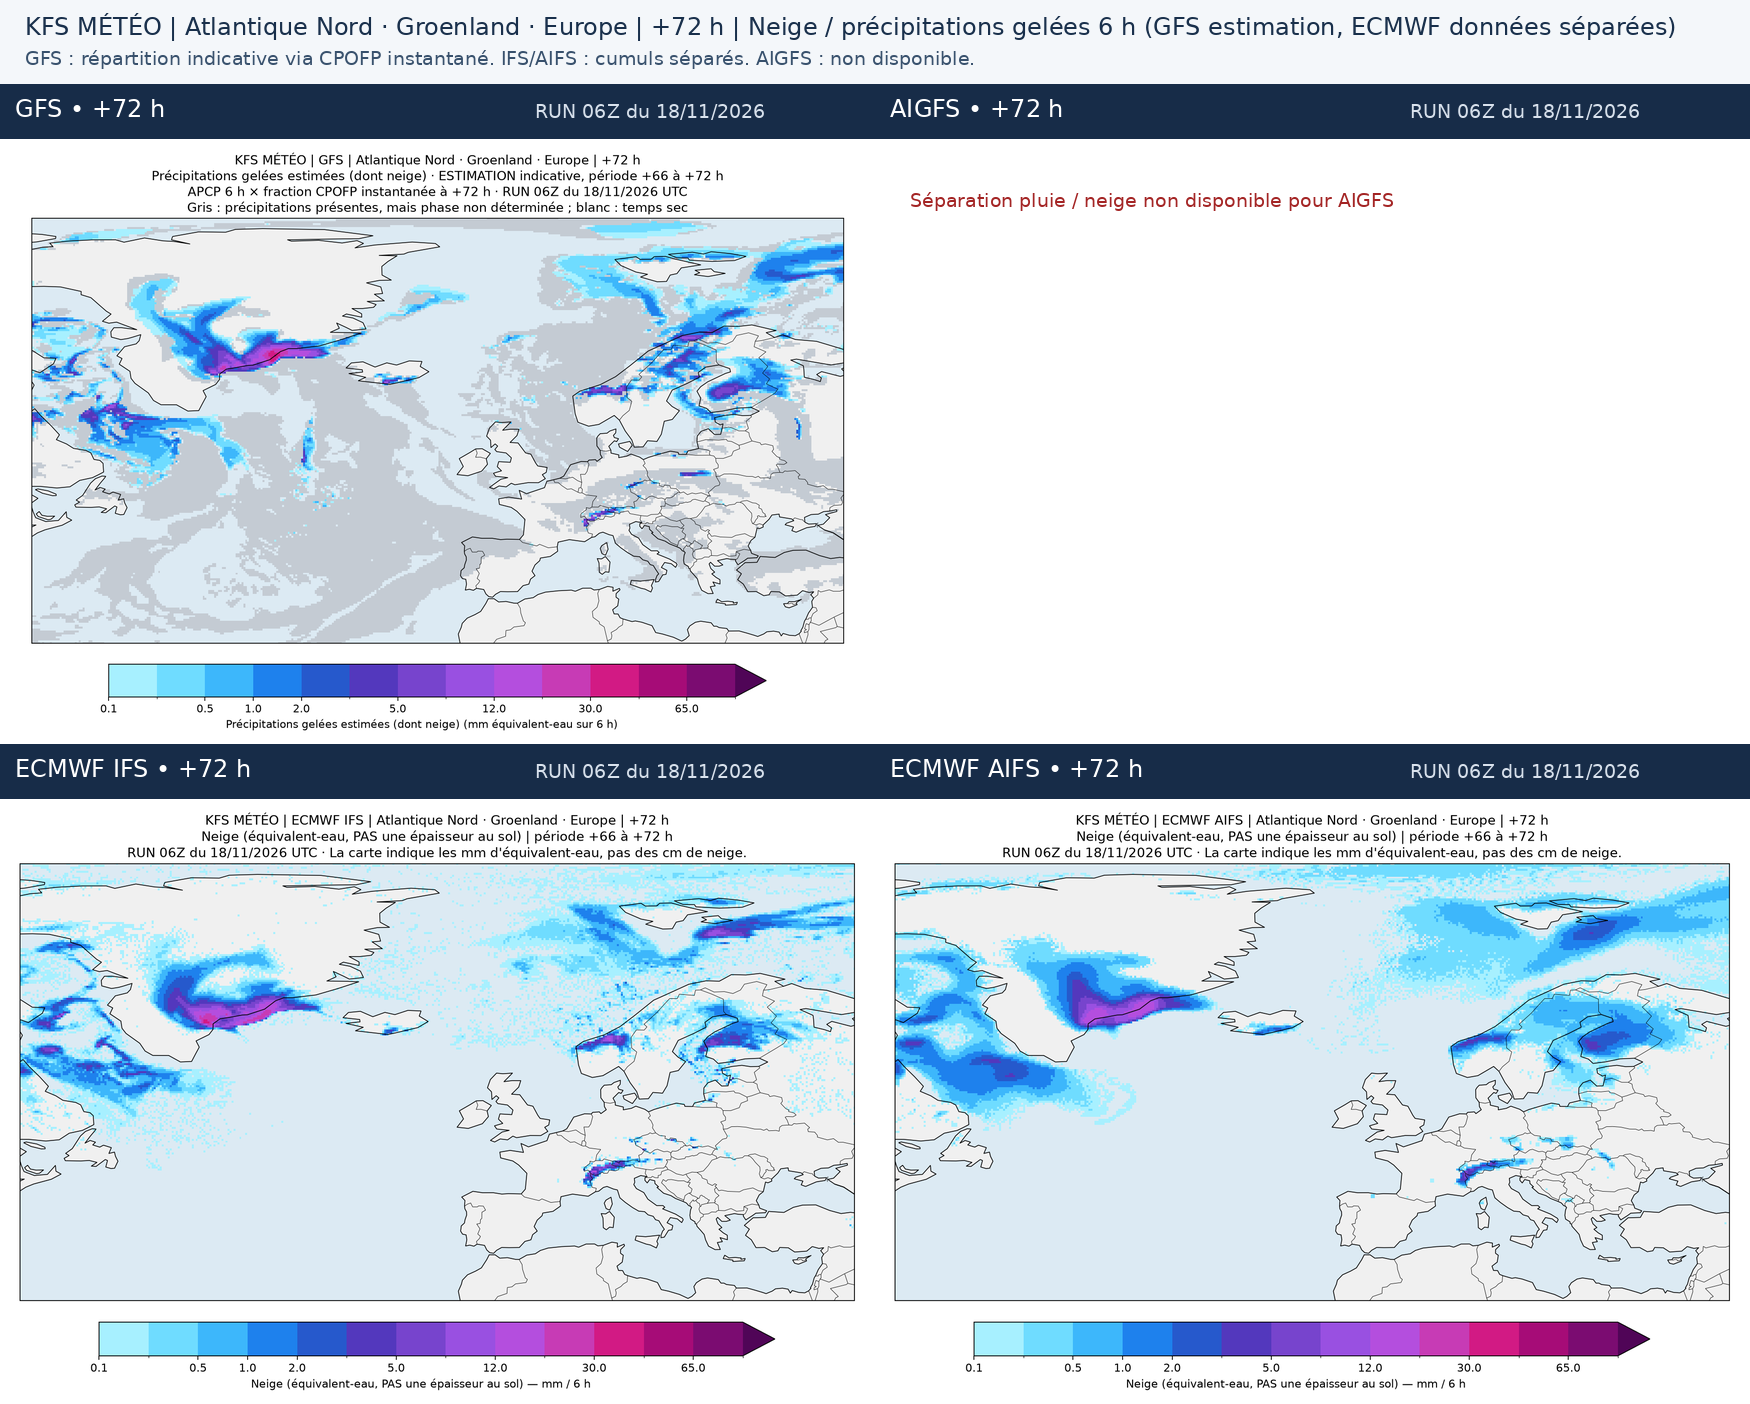 KFS MÉTÉO | Atlantique Nord · Groenland · Europe | +72 h | Neige / précipitations gelées 6 h (GFS estimation, ECMWF données séparées)
GFS : répartition indicative via CPOFP instantané. IFS/AIFS : cumuls séparés. AIGFS : non disponible.
GFS • +72 h
RUN 06Z du 18/11/2026
AIGFS • +72 h
RUN 06Z du 18/11/2026
KFS MÉTÉO | GFS | Atlantique Nord · Groenland · Europe | +72 h
Précipitations gelées estimées (dont neige) · ESTIMATION indicative, période +66 à +72 h
APCP 6 h × fraction CPOFP instantanée à +72 h · RUN 06Z du 18/11/2026 UTC
Gris : précipitations présentes, mais phase non déterminée ; blanc : temps sec
Séparation pluie / neige non disponible pour AIGFS
0.1 0.5 1.0 2.0 5.0 12.0 30.0 65.0
Précipitations gelées estimées (dont neige) (mm équivalent-eau sur 6 h)
ECMWF IFS • +72 h
RUN 06Z du 18/11/2026
ECMWF AIFS • +72 h
RUN 06Z du 18/11/2026
KFS MÉTÉO | ECMWF IFS | Atlantique Nord · Groenland · Europe | +72 h
Neige (équivalent-eau, PAS une épaisseur au sol) | période +66 à +72 h
RUN 06Z du 18/11/2026 UTC · La carte indique les mm d'équivalent-eau, pas des cm de neige.
KFS MÉTÉO | ECMWF AIFS | Atlantique Nord · Groenland · Europe | +72 h
Neige (équivalent-eau, PAS une épaisseur au sol) | période +66 à +72 h
RUN 06Z du 18/11/2026 UTC · La carte indique les mm d'équivalent-eau, pas des cm de neige.
0.1 0.5 1.0 2.0 5.0 12.0 30.0 65.0
Neige (équivalent-eau, PAS une épaisseur au sol) — mm / 6 h
0.1 0.5 1.0 2.0 5.0 12.0 30.0 65.0
Neige (équivalent-eau, PAS une épaisseur au sol) — mm / 6 h